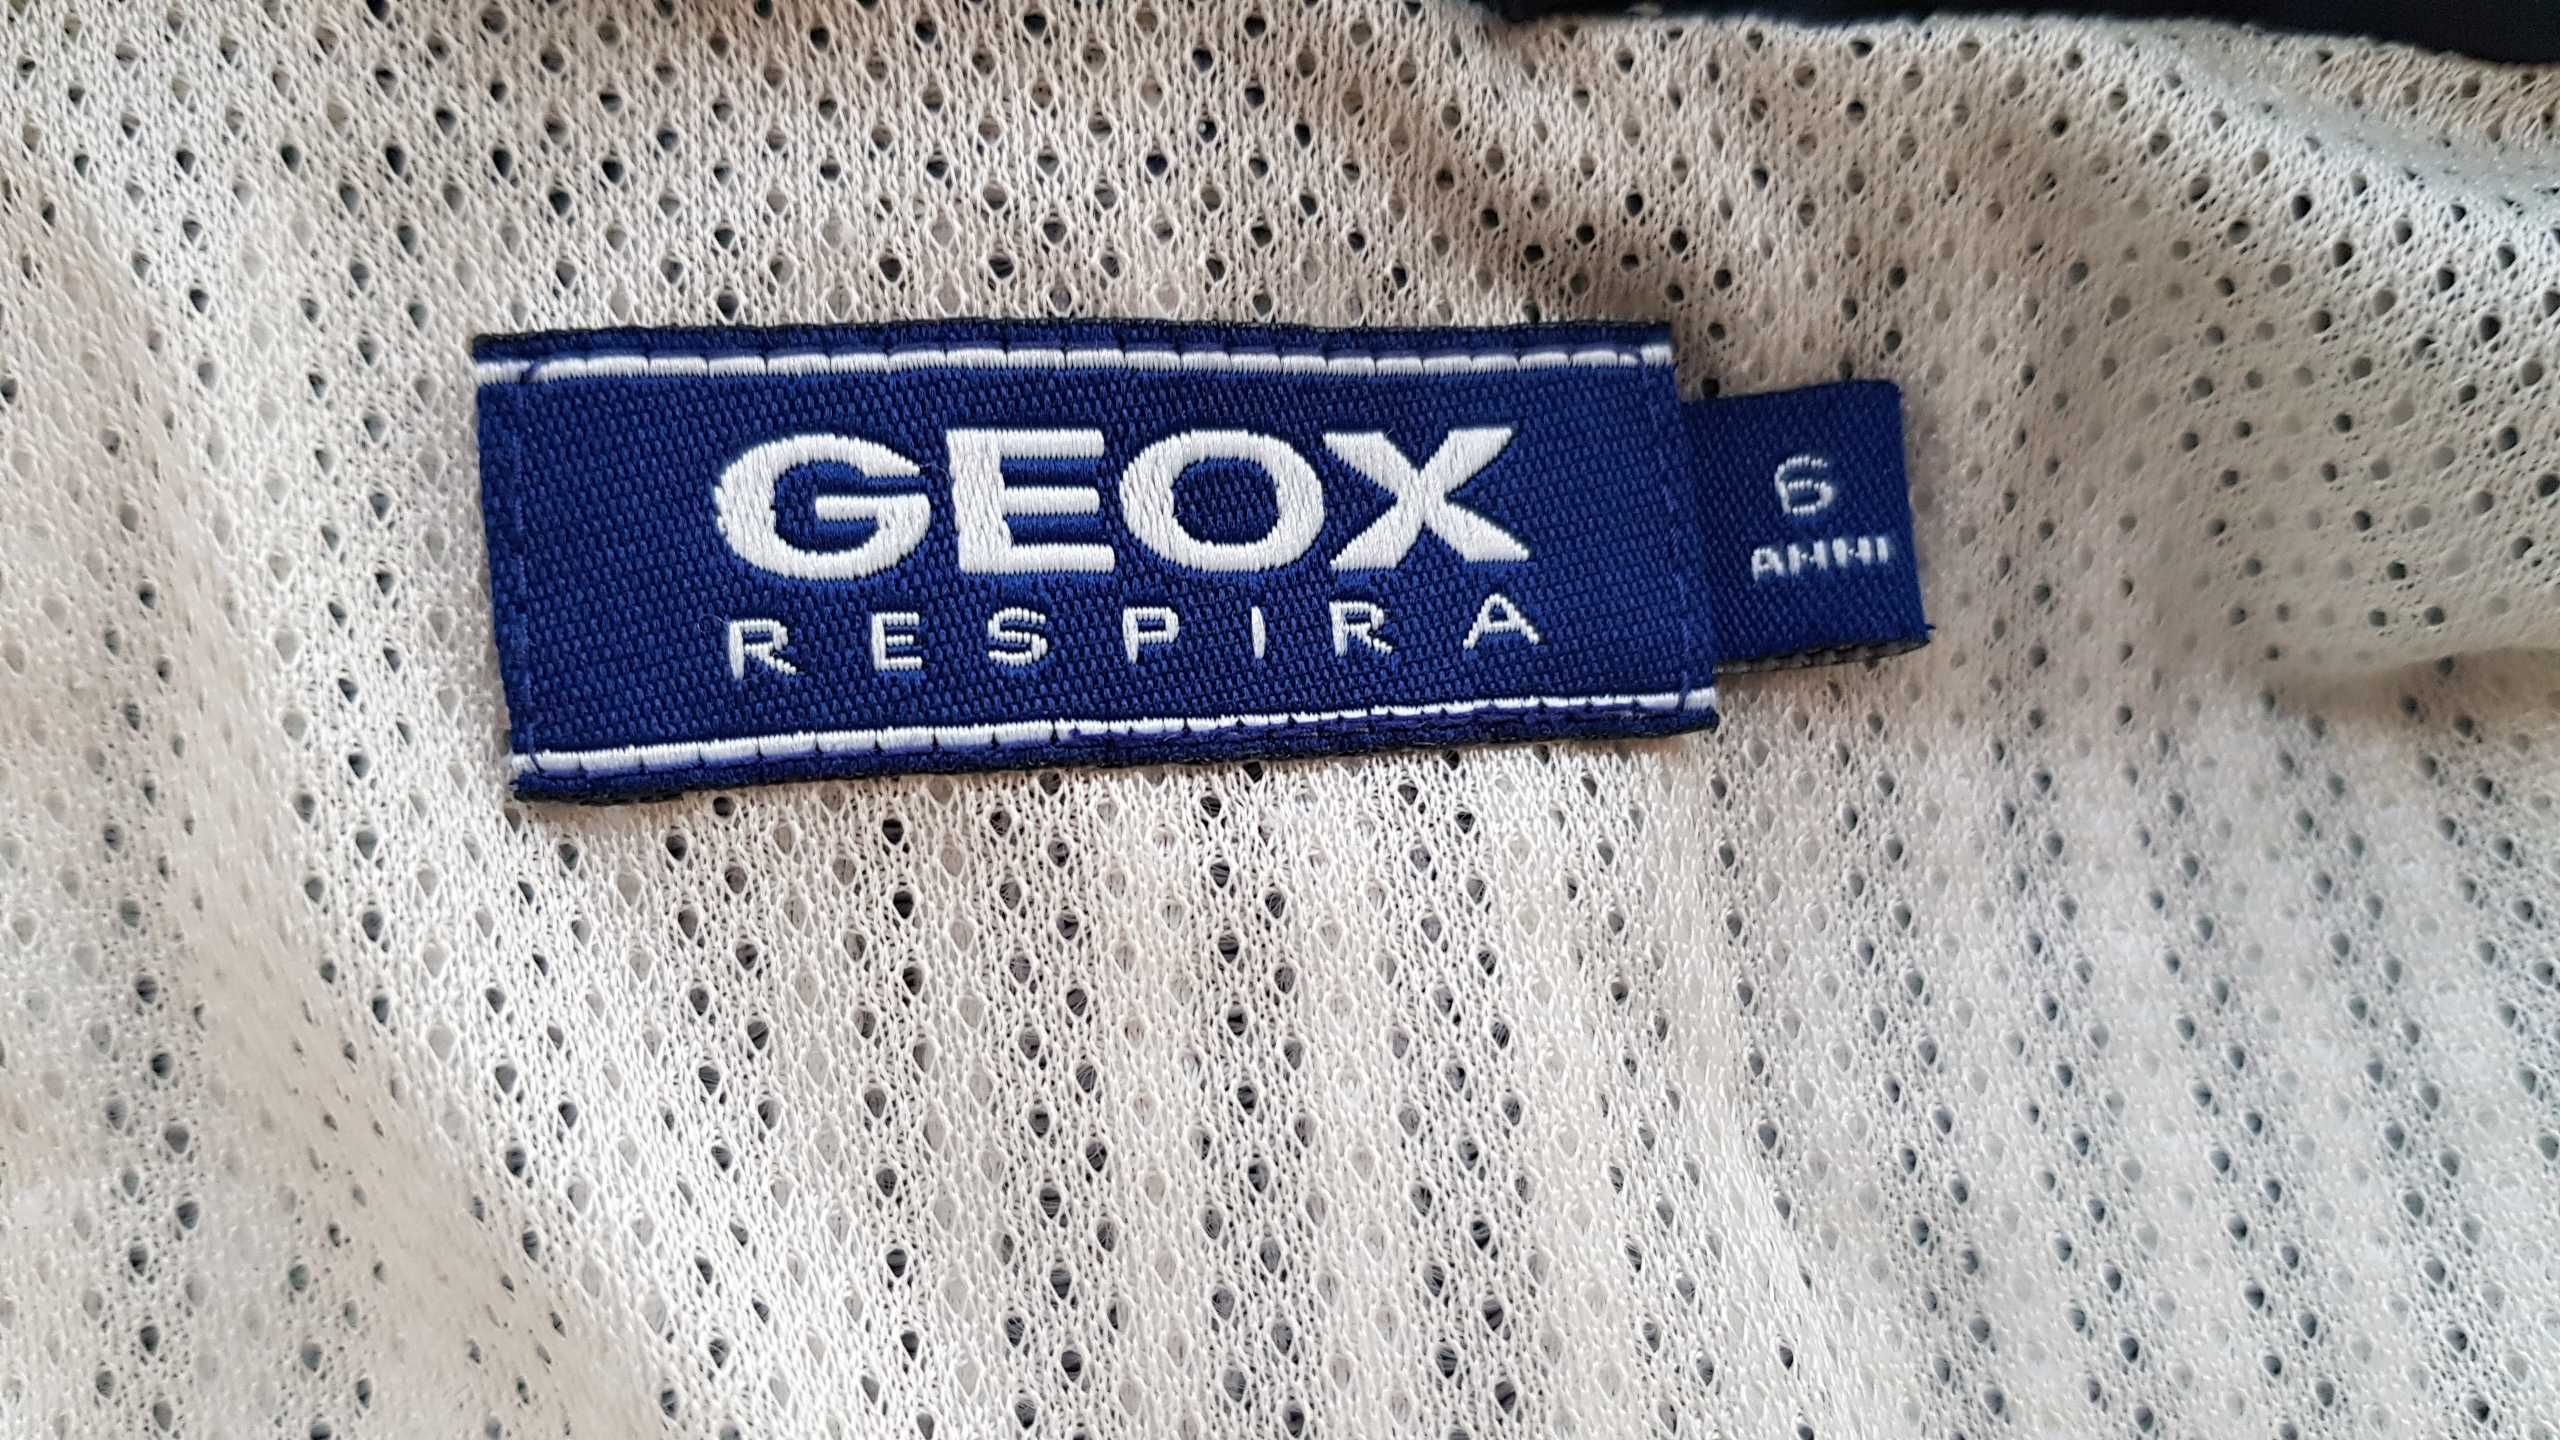 GEOX
RESPIRA
6
ANNI